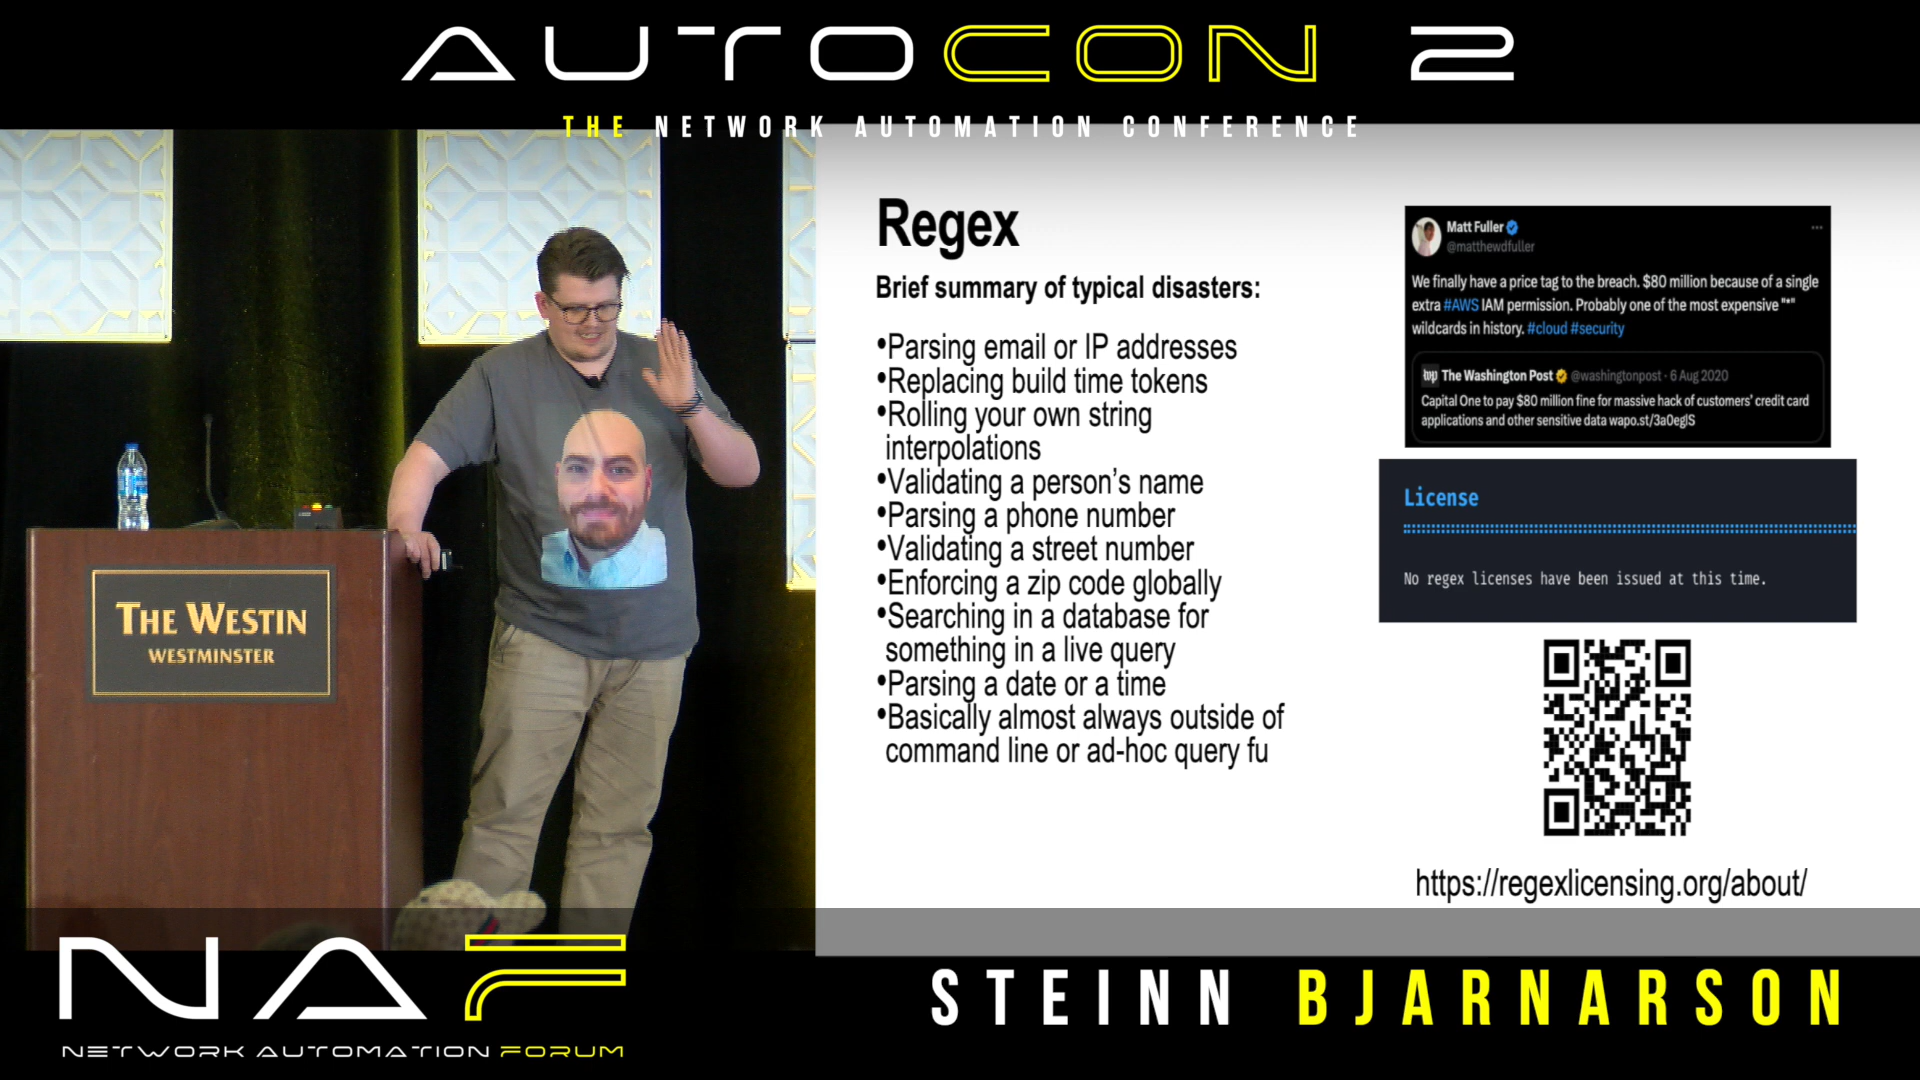 AUTOCON 2
THE NETWORK AUTOMATION CONFERENCE
THE WESTIN
WESTMINSTER
Regex
Brief summary of typical disasters:
•Parsing email or IP addresses
•Replacing build time tokens
•Rolling your own string
interpolations
•Validating a person's name
•Parsing a phone number
•Validating a street number
•Enforcing a zip code globally
•Searching in a database for
something in a live query
•Parsing a date or a time
•Basically almost always outside of
command line or ad-hoc query fu
Matt Fuller
@matthewdfuller
We finally have a price tag to the breach. $80 million because of a single
extra #AWS IAM permission. Probably one of the most expensive "*"
wildcards in history. #cloud #security
wp The Washington Post @washingtonpost · 6 Aug 2020
Capital One to pay $80 million fine for massive hack of customers' credit card
applications and other sensitive data wapo.st/3a0eglS
License
No regex licenses have been issued at this time.
https://regexlicensing.org/about/
NAF
NETWORK AUTOMATION FORUM
STEINN BJARNARSON